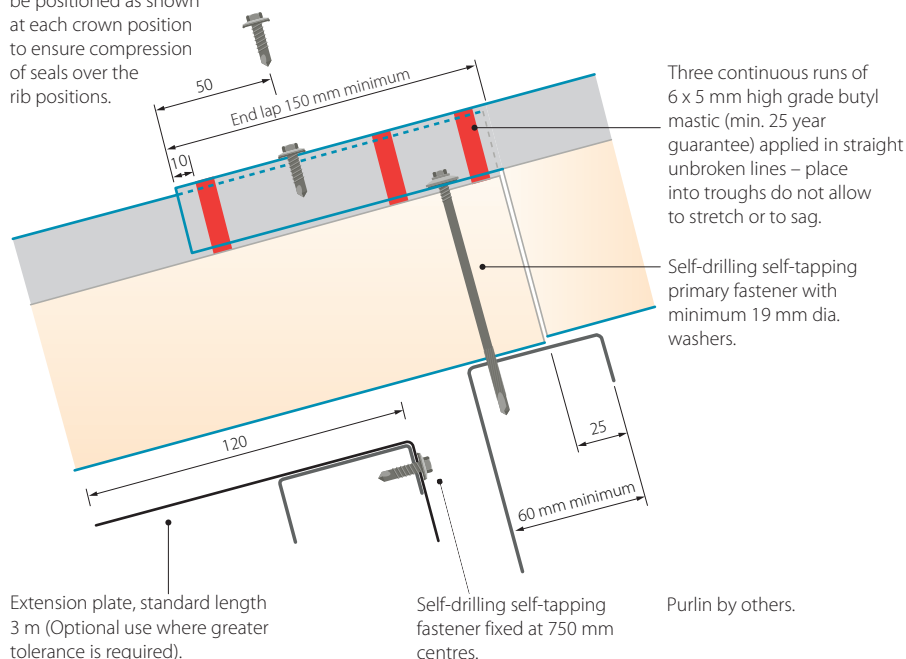 be positioned as shown
at each crown position
to ensure compression
of seals over the
rib positions.
50
End lap 150 mm minimum
10
Three continuous runs of
6 x 5 mm high grade butyl
mastic (min. 25 year
guarantee) applied in straight
unbroken lines – place
into troughs do not allow
to stretch or to sag.
Self-drilling self-tapping
primary fastener with
minimum 19 mm dia.
washers.
120
25
60 mm minimum
Extension plate, standard length
3 m (Optional use where greater
tolerance is required).
Self-drilling self-tapping
fastener fixed at 750 mm
centres.
Purlin by others.